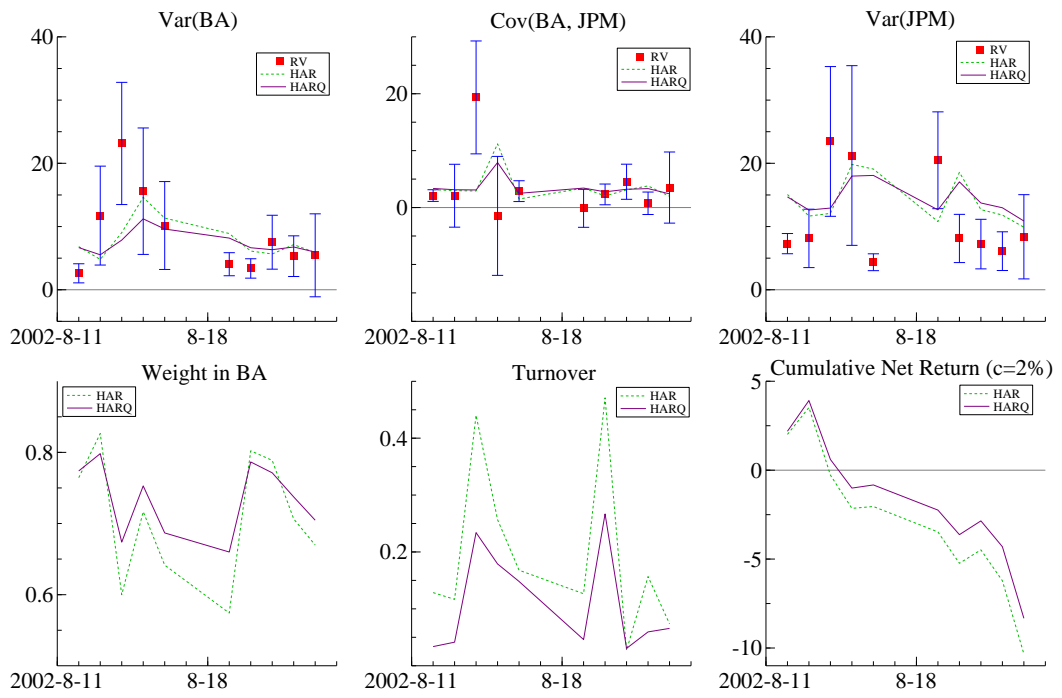 Var(BA)
40
20
0
2002-8-11
8-18
RV
HAR
HARQ
Cov(BA, JPM)
20
0
2002-8-11
8-18
RV
HAR
HARQ
Var(JPM)
40
20
0
2002-8-11
8-18
RV
HAR
HARQ
Weight in BA
0.8
0.6
2002-8-11
8-18
HAR
HARQ
Turnover
0.4
0.2
2002-8-11
8-18
HAR
HARQ
Cumulative Net Return (c=2%)
5
0
-5
-10
2002-8-11
8-18
HAR
HARQ